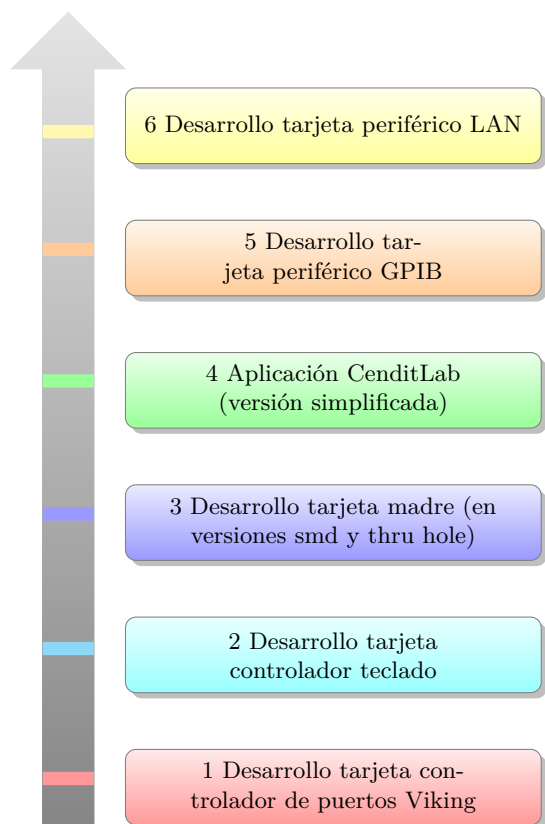 6 Desarrollo tarjeta periférico LAN
5 Desarrollo tar-
jeta periférico GPIB
4 Aplicación CenditLab
(versión simplificada)
3 Desarrollo tarjeta madre (en
versiones smd y thru hole)
2 Desarrollo tarjeta
controlador teclado
1 Desarrollo tarjeta con-
trolador de puertos Viking